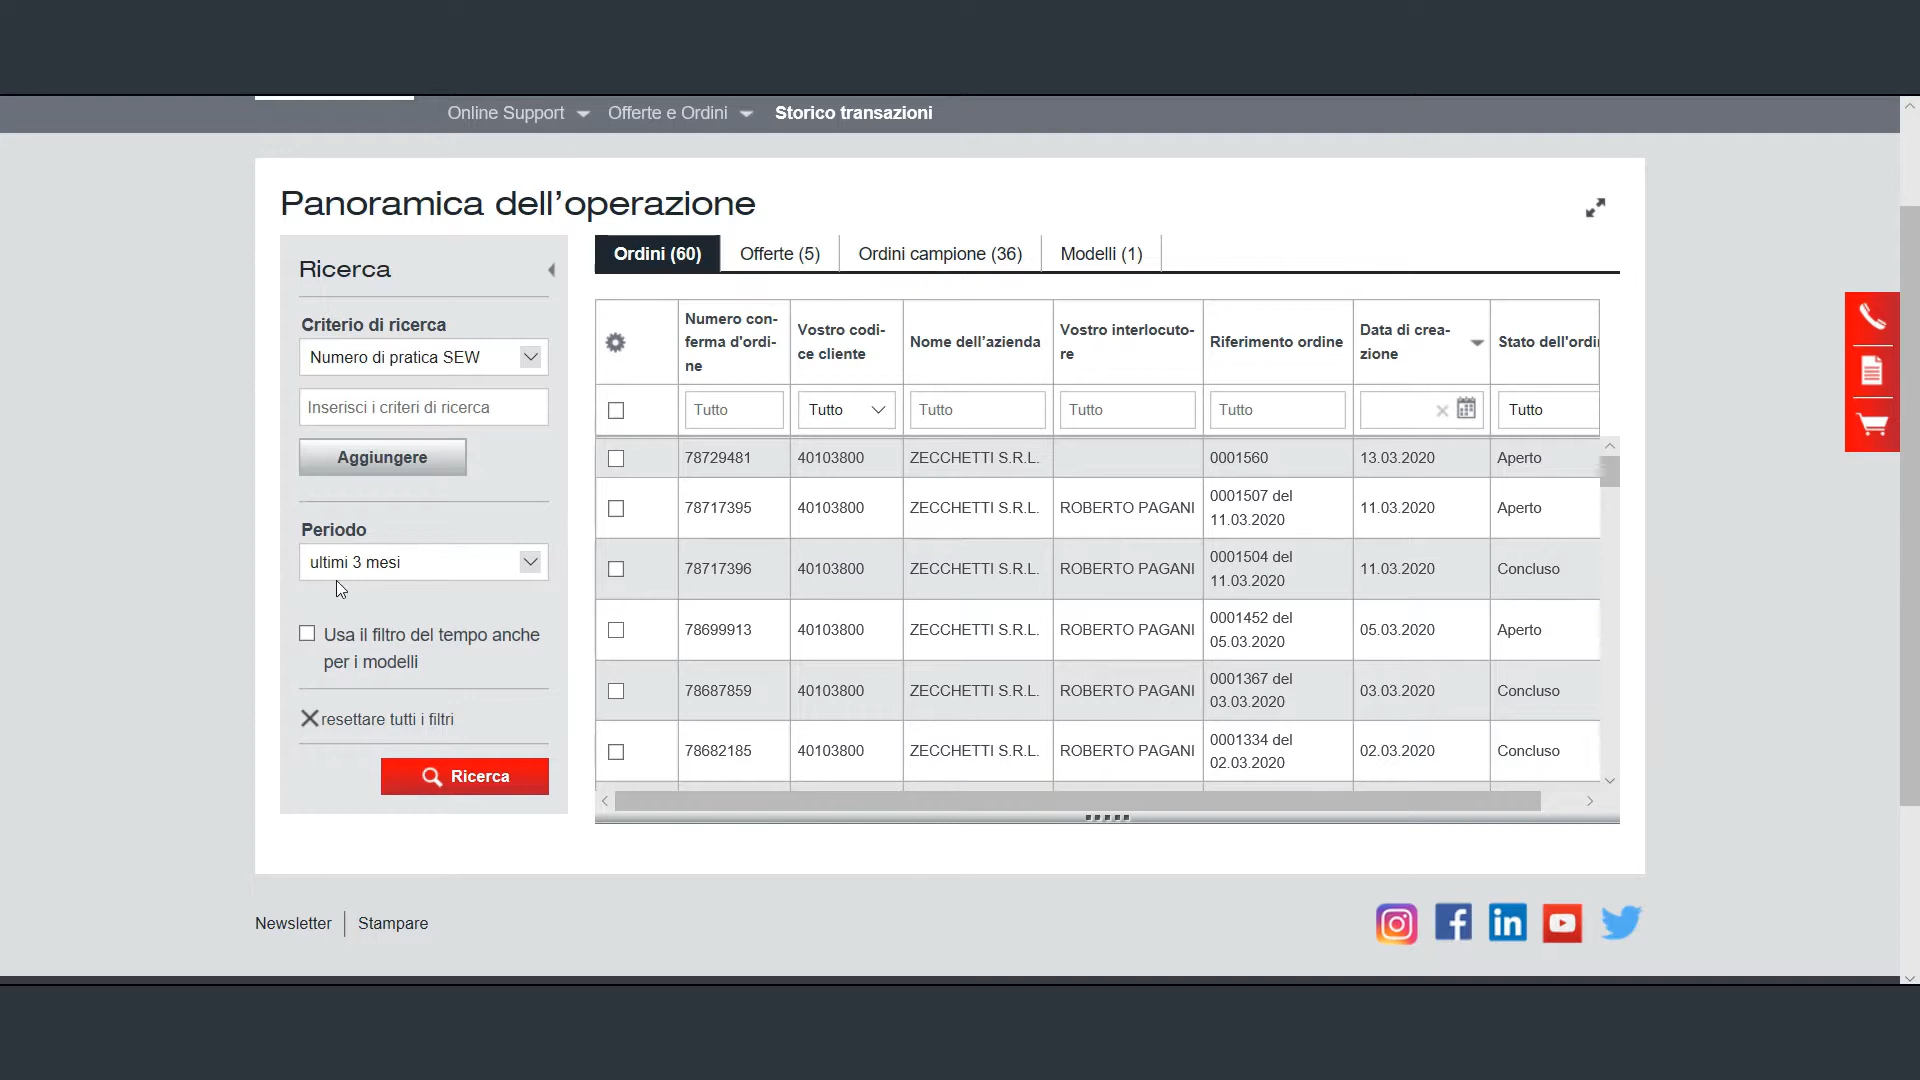 Online Support Offerte e Ordini Storico transazioni
Panoramica dell’operazione
Ricerca
Criterio di ricerca
Numero di pratica SEW
Inserisci i criteri di ricerca
Aggiungere
Periodo
ultimi 3 mesi
Usa il filtro del tempo anche
per i modelli
resettare tutti i filtri
Ricerca
Ordini (60) Offerte (5) Ordini campione (36) Modelli (1)
Numero con-
ferma d'ordi-
ne
Vostro codi-
ce cliente
Nome dell’azienda
Vostro interlocuto-
re
Riferimento ordine
Data di crea-
zione
Stato dell'ordi
Tutto Tutto Tutto Tutto Tutto Tutto
78729481 40103800 ZECCHETTI S.R.L. 0001560 13.03.2020 Aperto
78717395 40103800 ZECCHETTI S.R.L. ROBERTO PAGANI 0001507 del
11.03.2020 11.03.2020 Aperto
78717396 40103800 ZECCHETTI S.R.L. ROBERTO PAGANI 0001504 del
11.03.2020 11.03.2020 Concluso
78699913 40103800 ZECCHETTI S.R.L. ROBERTO PAGANI 0001452 del
05.03.2020 05.03.2020 Aperto
78687859 40103800 ZECCHETTI S.R.L. ROBERTO PAGANI 0001367 del
03.03.2020 03.03.2020 Concluso
78682185 40103800 ZECCHETTI S.R.L. ROBERTO PAGANI 0001334 del
02.03.2020 02.03.2020 Concluso
Newsletter Stampare